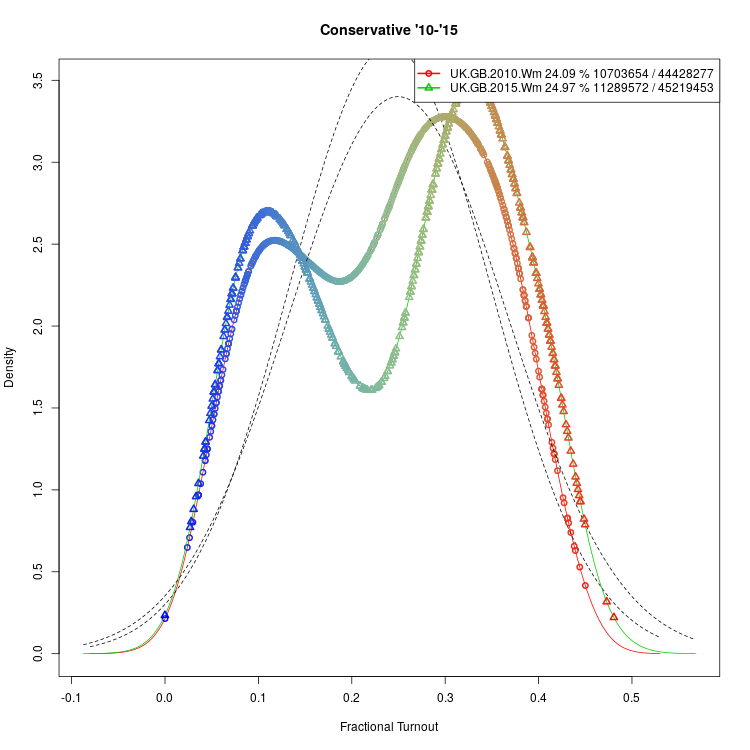 Conservative '10-'15
UK.GB.2010.Wm 24.09 % 10703654 / 44428277
UK.GB.2015.Wm 24.97 % 11289572 / 45219453
Density
3.5
3.0
2.5
2.0
1.5
1.0
0.5
0.0
-0.1 0.0 0.1 0.2 0.3 0.4 0.5
Fractional Turnout